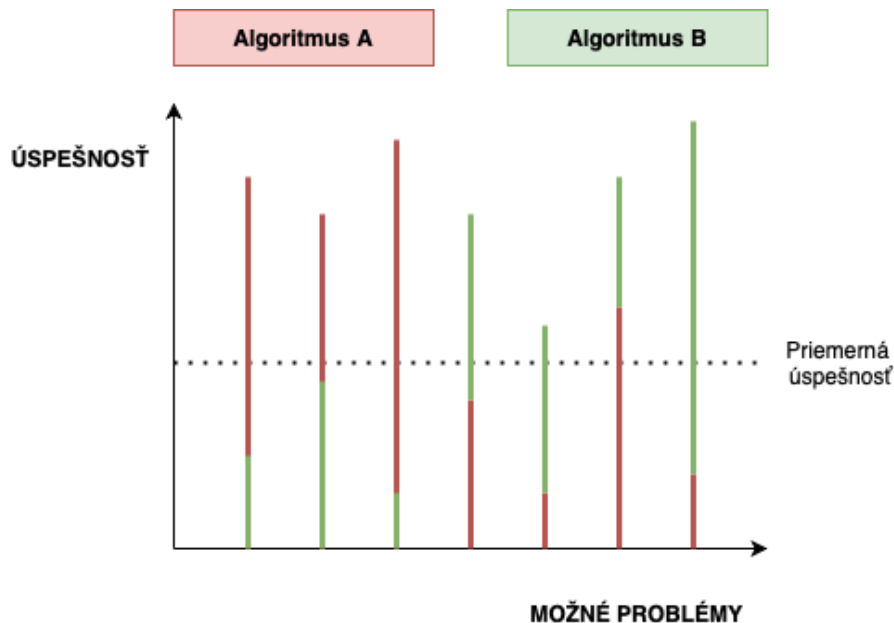 Algoritmus A
Algoritmus B
ÚSPEŠNOSŤ
Priemerná
úspešnosť
MOŽNÉ PROBLÉMY